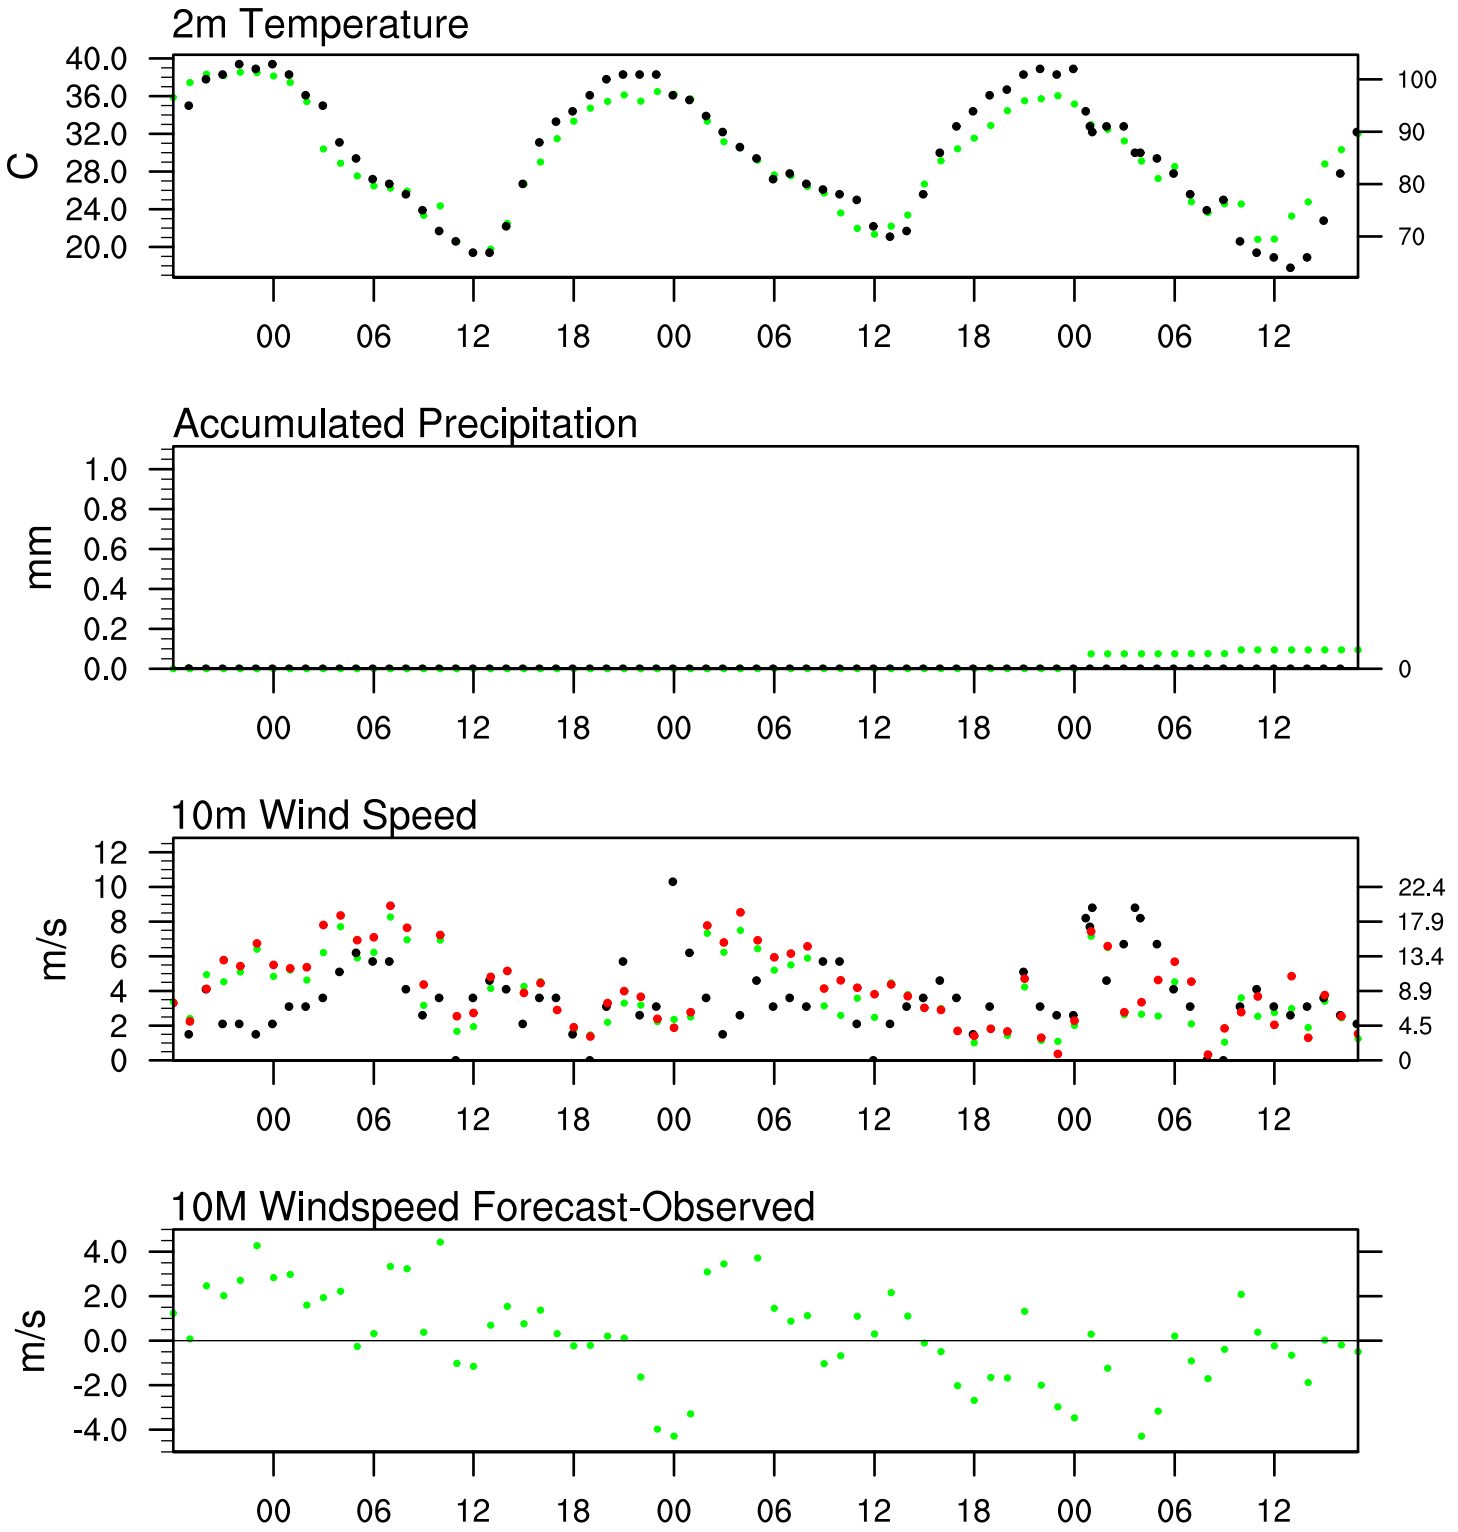 2m Temperature
40.0
36.0
32.0
28.0
24.0
20.0
C
100
90
80
70
00 06 12 18 00 06 12 18 00 06 12
Accumulated Precipitation
1.0
0.8
0.6
0.4
0.2
0.0
mm
0
00 06 12 18 00 06 12 18 00 06 12
10m Wind Speed
12
10
8
6
4
2
0
m/s
22.4
17.9
13.4
8.9
4.5
0
00 06 12 18 00 06 12 18 00 06 12
10M Windspeed Forecast-Observed
4.0
2.0
0.0
-2.0
-4.0
m/s
00 06 12 18 00 06 12 18 00 06 12